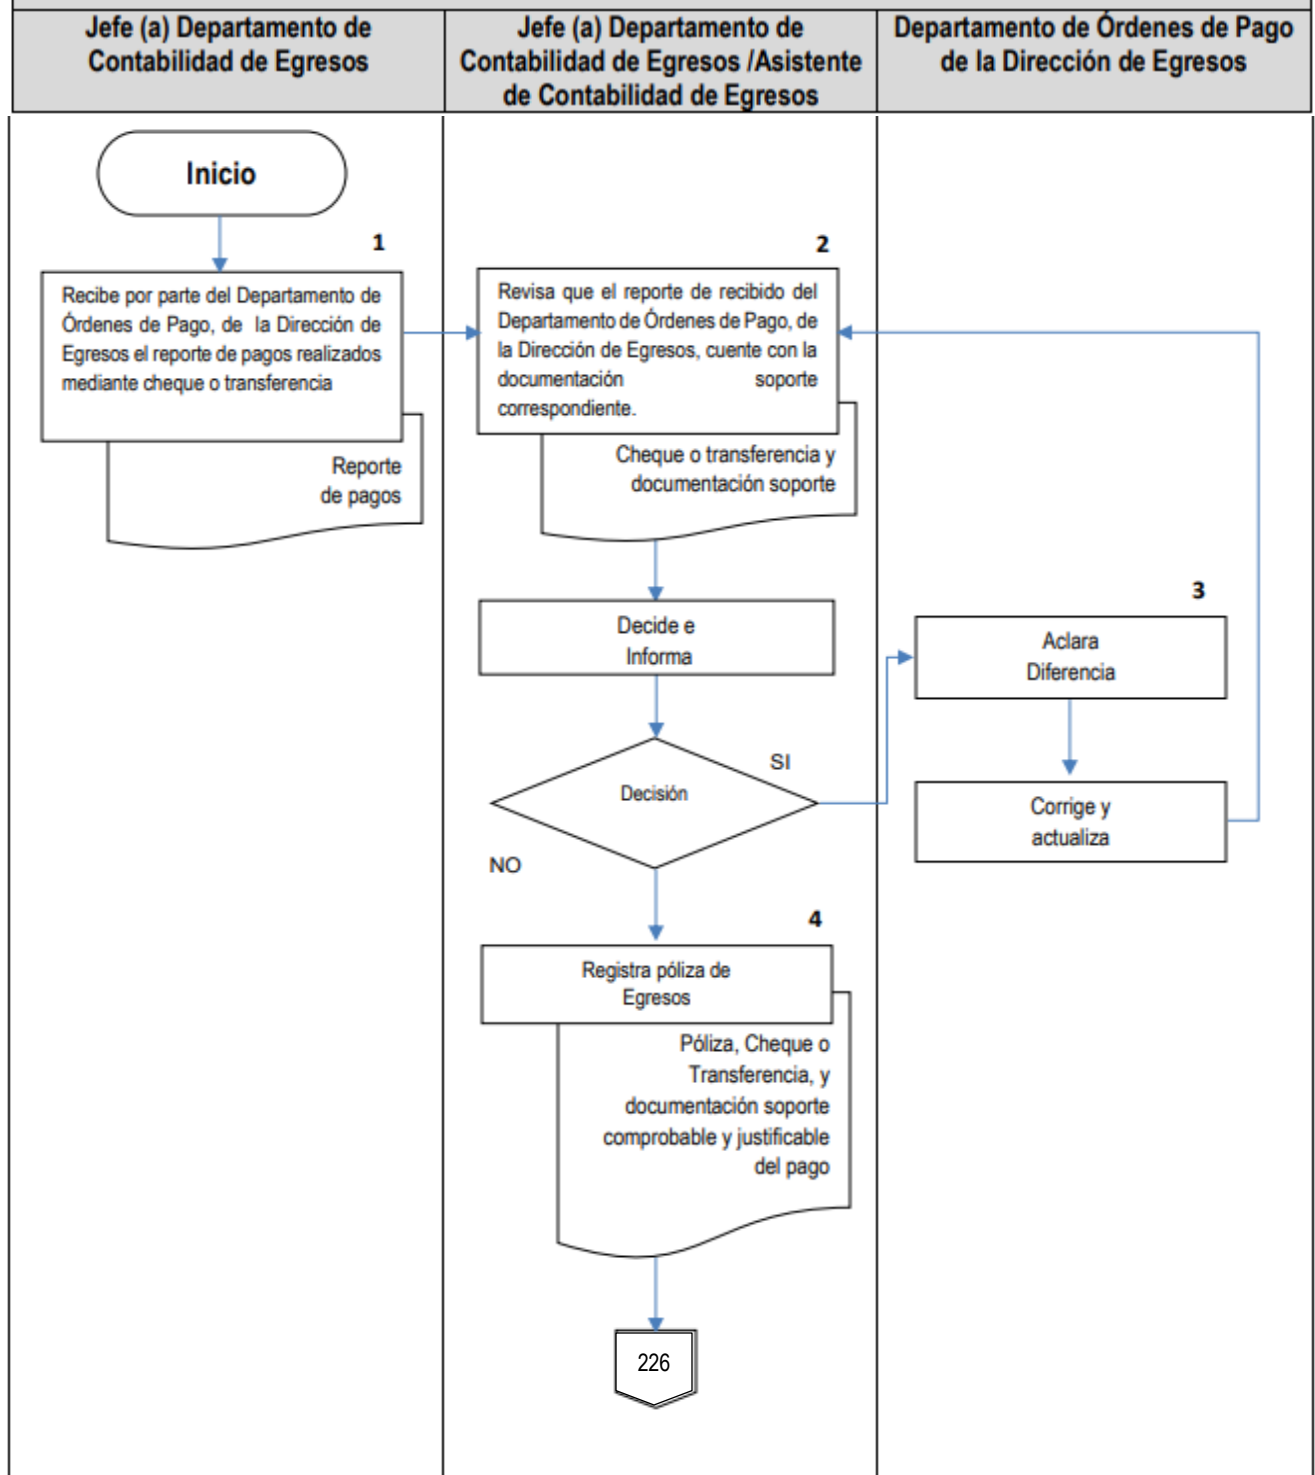 Jefe (a) Departamento de
Contabilidad de Egresos
Jefe (a) Departamento de
Contabilidad de Egresos /Asistente
de Contabilidad de Egresos
Departamento de Órdenes de Pago
de la Dirección de Egresos
Inicio
1
Recibe por parte del Departamento de
Órdenes de Pago, de la Dirección de
Egresos el reporte de pagos realizados
mediante cheque o transferencia
Reporte
de pagos
2
Revisa que el reporte de recibido del
Departamento de Órdenes de Pago, de
la Dirección de Egresos, cuente con la
documentación soporte
correspondiente.
Cheque o transferencia y
documentación soporte
Decide e
Informa
3
Aclara
Diferencia
SI
Decisión
Corrige y
actualiza
NO
4
Registra póliza de
Egresos
Póliza, Cheque o
Transferencia, y
documentación soporte
comprobable y justificable
del pago
226